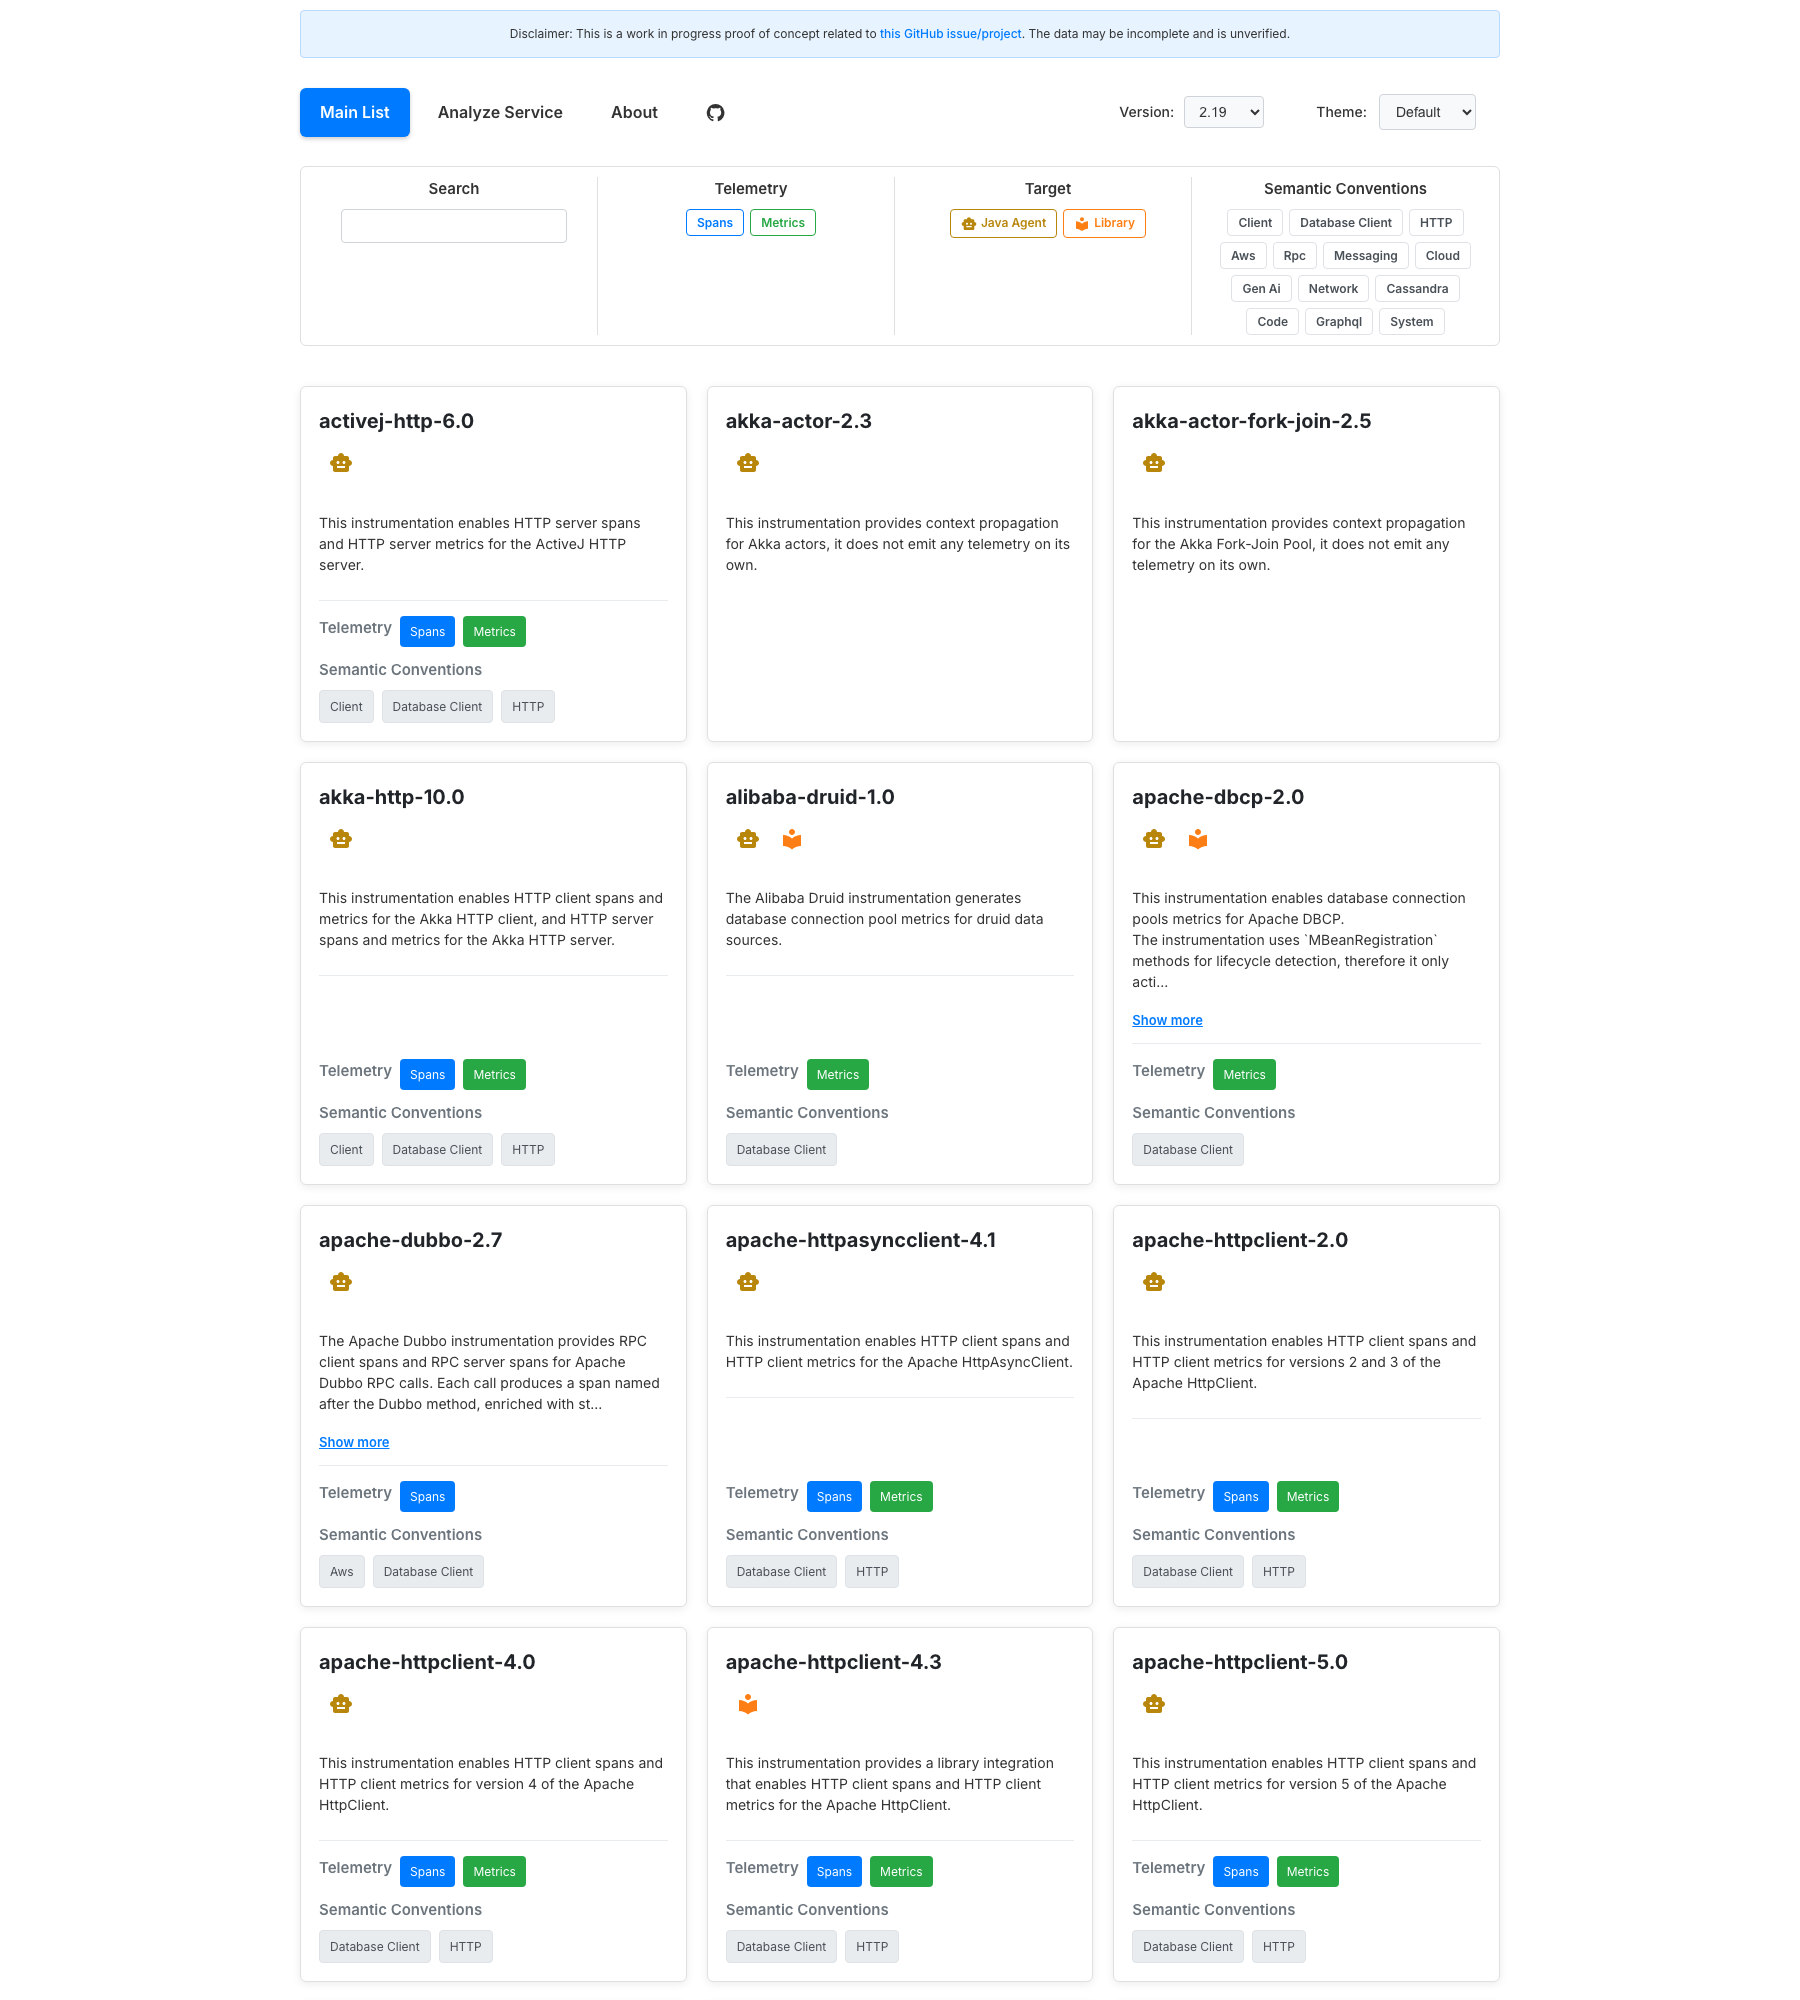 Disclaimer: This is a work in progress proof of concept related to this GitHub issue/project. The data may be incomplete and is unverified.
Main List
Analyze Service
About
Version:
2.19
Theme:
Default
Search
Telemetry
Spans
Metrics
Target
Java Agent
Library
Semantic Conventions
Client
Database Client
HTTP
Aws
Rpc
Messaging
Cloud
Gen Ai
Network
Cassandra
Code
Graphql
System
activej-http-6.0
This instrumentation enables HTTP server spans
and HTTP server metrics for the ActiveJ HTTP
server.
Telemetry
Spans
Metrics
Semantic Conventions
Client
Database Client
HTTP
akka-actor-2.3
This instrumentation provides context propagation
for Akka actors, it does not emit any telemetry on its
own.
akka-actor-fork-join-2.5
This instrumentation provides context propagation
for the Akka Fork-Join Pool, it does not emit any
telemetry on its own.
akka-http-10.0
This instrumentation enables HTTP client spans and
metrics for the Akka HTTP client, and HTTP server
spans and metrics for the Akka HTTP server.
Telemetry
Spans
Metrics
Semantic Conventions
Client
Database Client
HTTP
alibaba-druid-1.0
The Alibaba Druid instrumentation generates
database connection pool metrics for druid data
sources.
Telemetry
Metrics
Semantic Conventions
Database Client
apache-dbcp-2.0
This instrumentation enables database connection
pools metrics for Apache DBCP.
The instrumentation uses `MBeanRegistration`
methods for lifecycle detection, therefore it only
acti...
Show more
Telemetry
Metrics
Semantic Conventions
Database Client
apache-dubbo-2.7
The Apache Dubbo instrumentation provides RPC
client spans and RPC server spans for Apache
Dubbo RPC calls. Each call produces a span named
after the Dubbo method, enriched with st...
Show more
Telemetry
Spans
Semantic Conventions
Aws
Database Client
apache-httpasyncclient-4.1
This instrumentation enables HTTP client spans and
HTTP client metrics for the Apache HttpAsyncClient.
Telemetry
Spans
Metrics
Semantic Conventions
Database Client
HTTP
apache-httpclient-2.0
This instrumentation enables HTTP client spans and
HTTP client metrics for versions 2 and 3 of the
Apache HttpClient.
Telemetry
Spans
Metrics
Semantic Conventions
Database Client
HTTP
apache-httpclient-4.0
This instrumentation enables HTTP client spans and
HTTP client metrics for version 4 of the Apache
HttpClient.
Telemetry
Spans
Metrics
Semantic Conventions
Database Client
HTTP
apache-httpclient-4.3
This instrumentation provides a library integration
that enables HTTP client spans and HTTP client
metrics for the Apache HttpClient.
Telemetry
Spans
Metrics
Semantic Conventions
Database Client
HTTP
apache-httpclient-5.0
This instrumentation enables HTTP client spans and
HTTP client metrics for version 5 of the Apache
HttpClient.
Telemetry
Spans
Metrics
Semantic Conventions
Database Client
HTTP